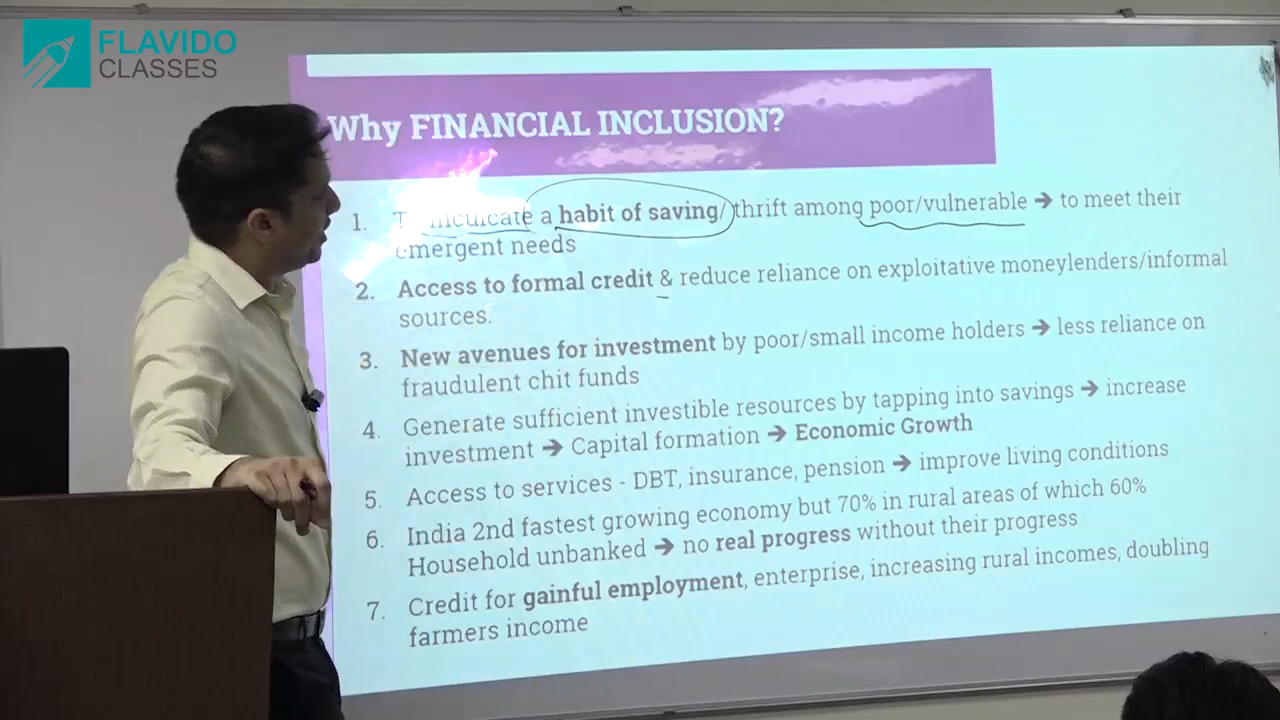 FLAVIDO
CLASSES
Why FINANCIAL INCLUSION?
1. To inculcate a habit of saving/ thrift among poor/vulnerable ➔ to meet their
emergent needs
2. Access to formal credit & reduce reliance on exploitative moneylenders/informal
sources.
3. New avenues for investment by poor/small income holders ➔ less reliance on
fraudulent chit funds
4. Generate sufficient investible resources by tapping into savings ➔ increase
investment ➔ Capital formation ➔ Economic Growth
5. Access to services - DBT, insurance, pension ➔ improve living conditions
6. India 2nd fastest growing economy but 70% in rural areas of which 60%
Household unbanked ➔ no real progress without their progress
7. Credit for gainful employment, enterprise, increasing rural incomes, doubling
farmers income